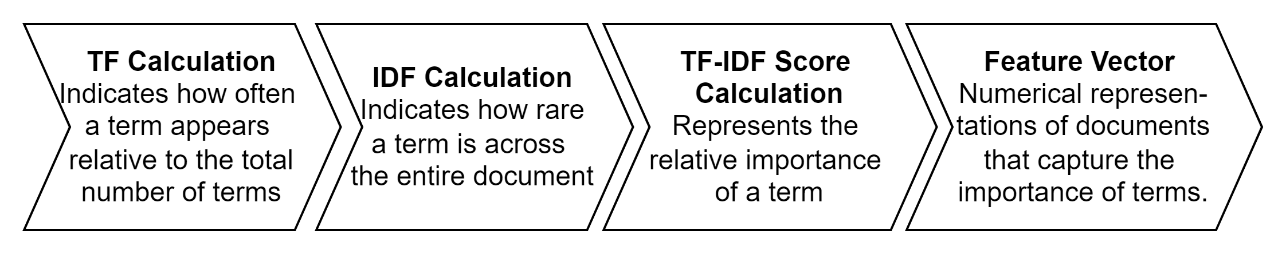 TF Calculation
Indicates how often
a term appears
relative to the total
number of terms
IDF Calculation
Indicates how rare
a term is across
the entire document
TF-IDF Score
Calculation
Represents the
relative importance
of a term
Feature Vector
Numerical represen-
tations of documents
that capture the
importance of terms.